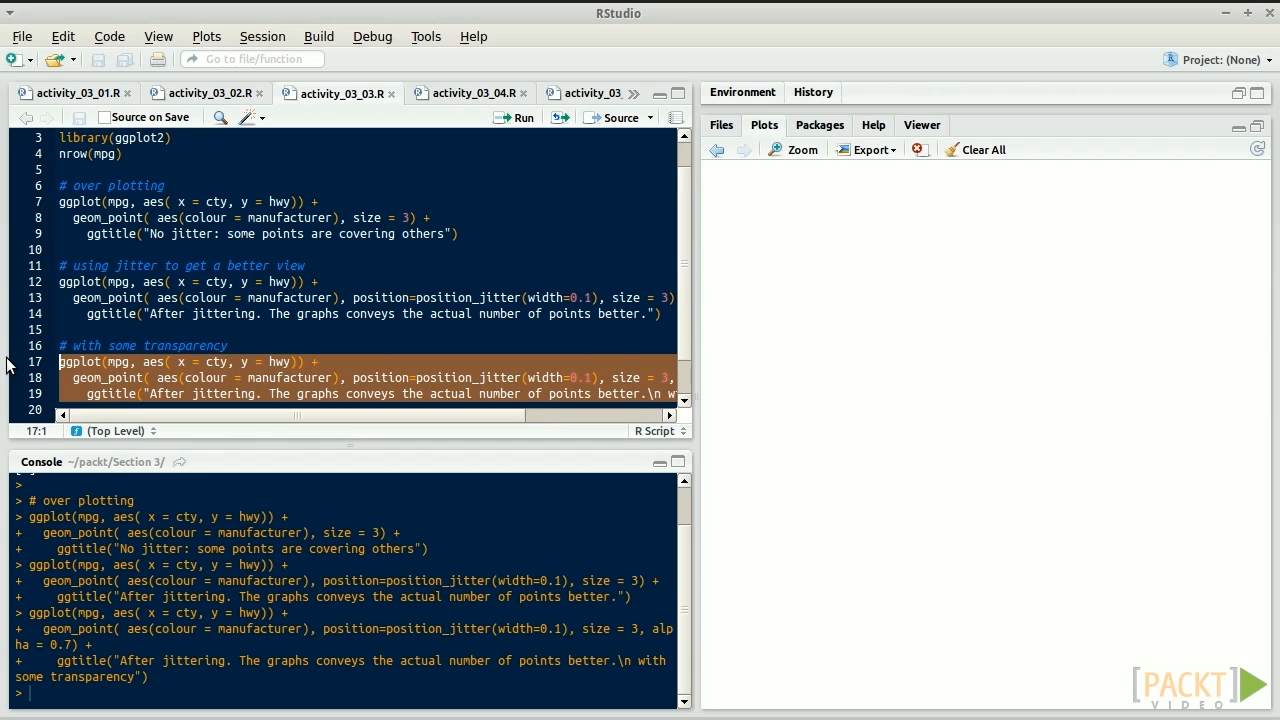 RStudio
File Edit Code View Plots Session Build Debug Tools Help
Go to file/function Project: (None)
activity_03_01.R activity_03_02.R activity_03_03.R activity_03_04.R activity_03
Source on Save Run Source
3 library(ggplot2)
4 nrow(mpg)
5
6 # over plotting
7 ggplot(mpg, aes( x = cty, y = hwy)) +
8 geom_point( aes(colour = manufacturer), size = 3) +
9 ggtitle("No jitter: some points are covering others")
10
11 # using jitter to get a better view
12 ggplot(mpg, aes( x = cty, y = hwy)) +
13 geom_point( aes(colour = manufacturer), position=position_jitter(width=0.1), size = 3)
14 ggtitle("After jittering. The graphs conveys the actual number of points better.")
15
16 # with some transparency
17 ggplot(mpg, aes( x = cty, y = hwy)) +
18 geom_point( aes(colour = manufacturer), position=position_jitter(width=0.1), size = 3,
19 ggtitle("After jittering. The graphs conveys the actual number of points better.\n w
20
17:1 (Top Level) R Script
Console ~/packt/Section 3/
>
> # over plotting
> ggplot(mpg, aes( x = cty, y = hwy)) +
+ geom_point( aes(colour = manufacturer), size = 3) +
+ ggtitle("No jitter: some points are covering others")
> ggplot(mpg, aes( x = cty, y = hwy)) +
+ geom_point( aes(colour = manufacturer), position=position_jitter(width=0.1), size = 3) +
+ ggtitle("After jittering. The graphs conveys the actual number of points better.")
> ggplot(mpg, aes( x = cty, y = hwy)) +
+ geom_point( aes(colour = manufacturer), position=position_jitter(width=0.1), size = 3, alp
ha = 0.7) +
+ ggtitle("After jittering. The graphs conveys the actual number of points better.\n with
some transparency")
>
Environment History
Files Plots Packages Help Viewer
Zoom Export Clear All
[PACKT]
VIDEO